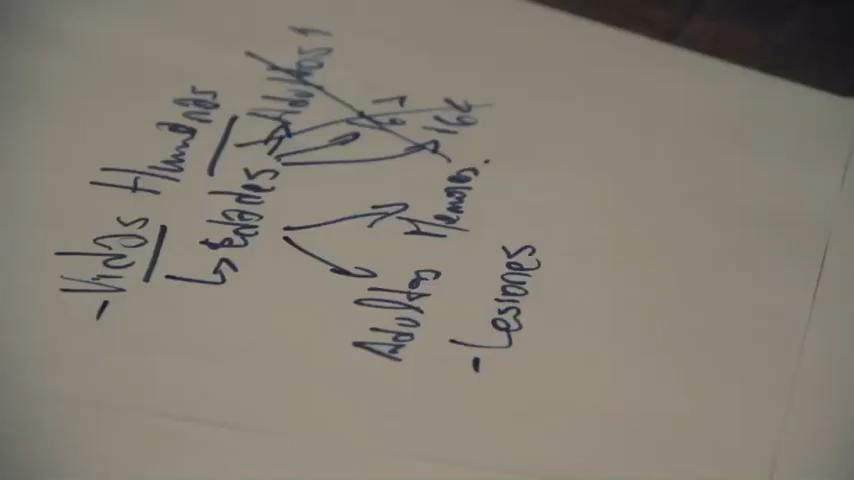 - Vidas Humanas
↳ Edades
Adultos Menores.
- Lesiones